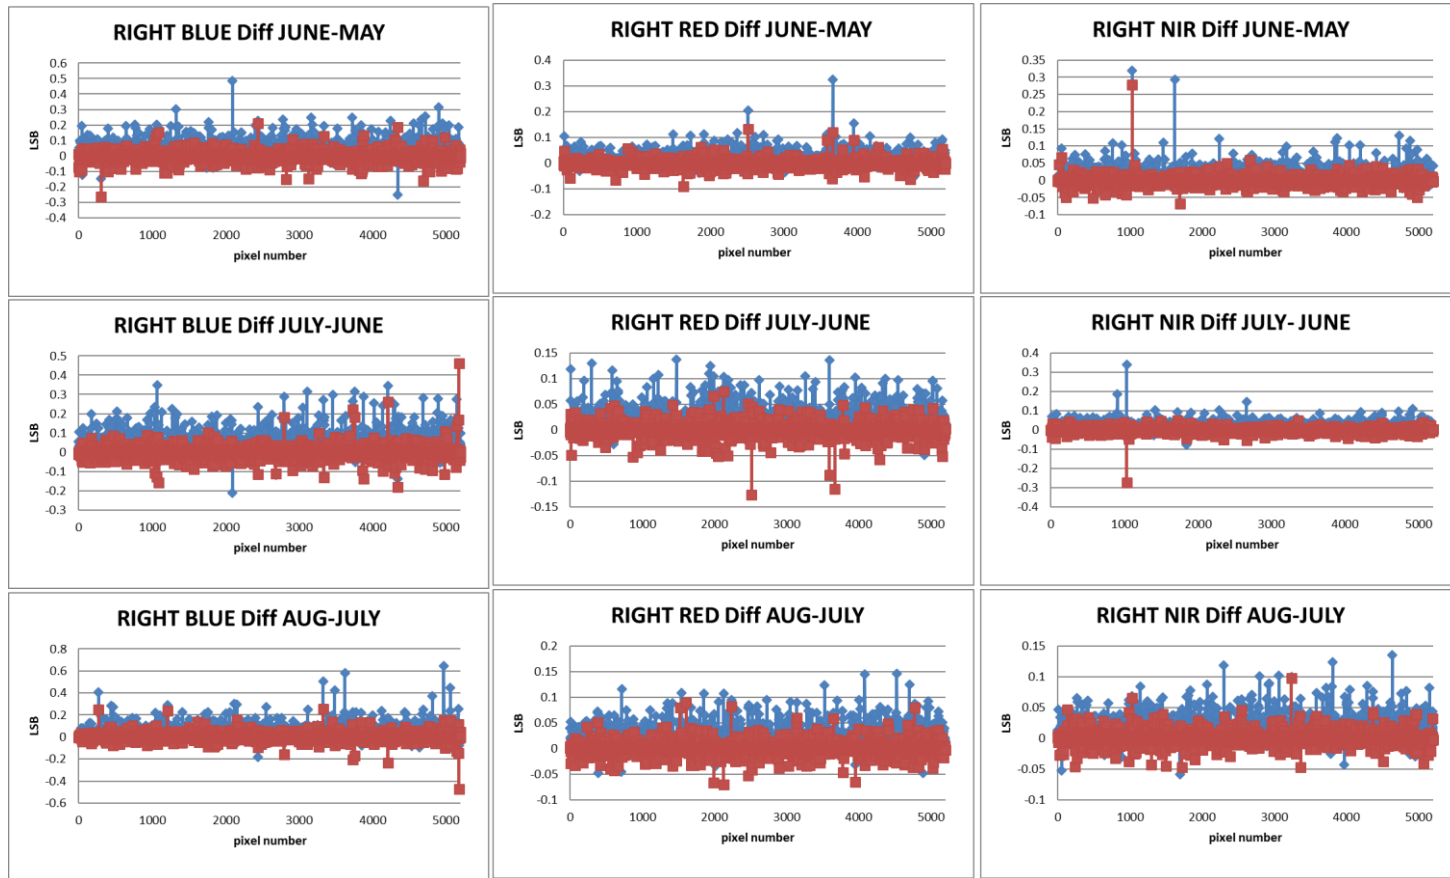 RIGHT BLUE Diff JUNE-MAY
0.6
0.5
0.4
0.3
0.2
0.1
0
-0.1
-0.2
-0.3
-0.4
LSB
0 1000 2000 3000 4000 5000
pixel number
RIGHT RED Diff JUNE-MAY
0.4
0.3
0.2
0.1
0
-0.1
-0.2
LSB
0 1000 2000 3000 4000 5000
pixel number
RIGHT NIR Diff JUNE-MAY
0.35
0.3
0.25
0.2
0.15
0.1
0.05
0
-0.05
-0.1
LSB
0 1000 2000 3000 4000 5000
pixel number
RIGHT BLUE Diff JULY-JUNE
0.5
0.4
0.3
0.2
0.1
0
-0.1
-0.2
-0.3
LSB
0 1000 2000 3000 4000 5000
pixel number
RIGHT RED Diff JULY-JUNE
0.15
0.1
0.05
0
-0.05
-0.1
-0.15
LSB
0 1000 2000 3000 4000 5000
pixel number
RIGHT NIR Diff JULY- JUNE
0.4
0.3
0.2
0.1
0
-0.1
-0.2
-0.3
-0.4
LSB
0 1000 2000 3000 4000 5000
pixel number
RIGHT BLUE Diff AUG-JULY
0.8
0.6
0.4
0.2
0
-0.2
-0.4
-0.6
LSB
0 1000 2000 3000 4000 5000
pixel number
RIGHT RED Diff AUG-JULY
0.2
0.15
0.1
0.05
0
-0.05
-0.1
LSB
0 1000 2000 3000 4000 5000
pixel number
RIGHT NIR Diff AUG-JULY
0.15
0.1
0.05
0
-0.05
-0.1
LSB
0 1000 2000 3000 4000 5000
pixel number